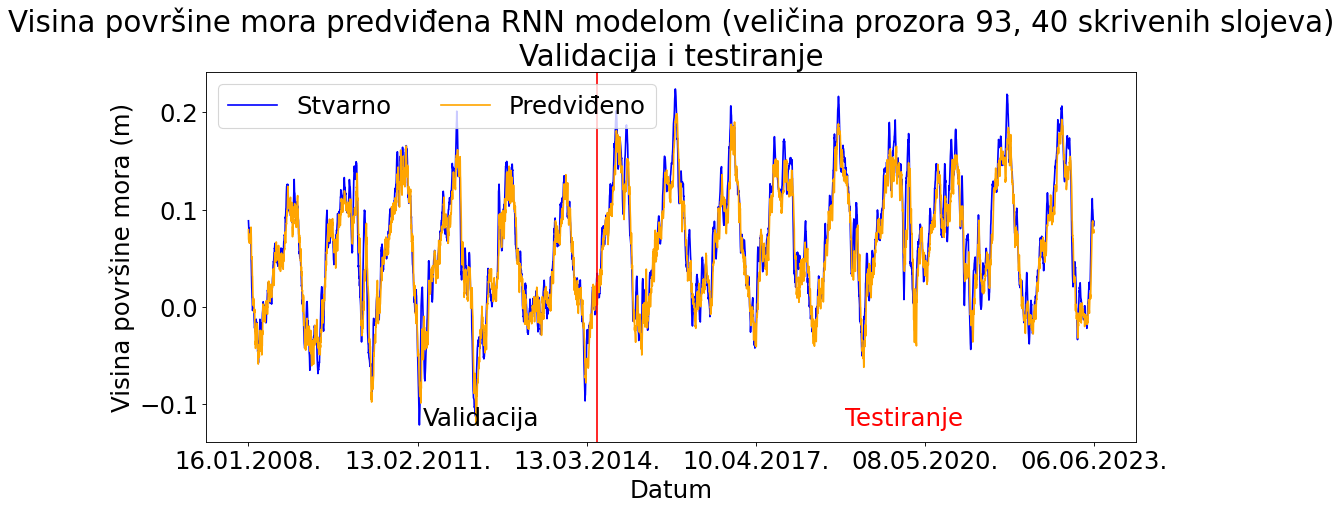 Visina površine mora predviđena RNN modelom (veličina prozora 93, 40 skrivenih slojeva)
Validacija i testiranje
Stvarno
Predviđeno
Visina površine mora (m)
0.2
0.1
0.0
−0.1
Validacija
Testiranje
16.01.2008.
13.02.2011.
13.03.2014.
10.04.2017.
08.05.2020.
06.06.2023.
Datum